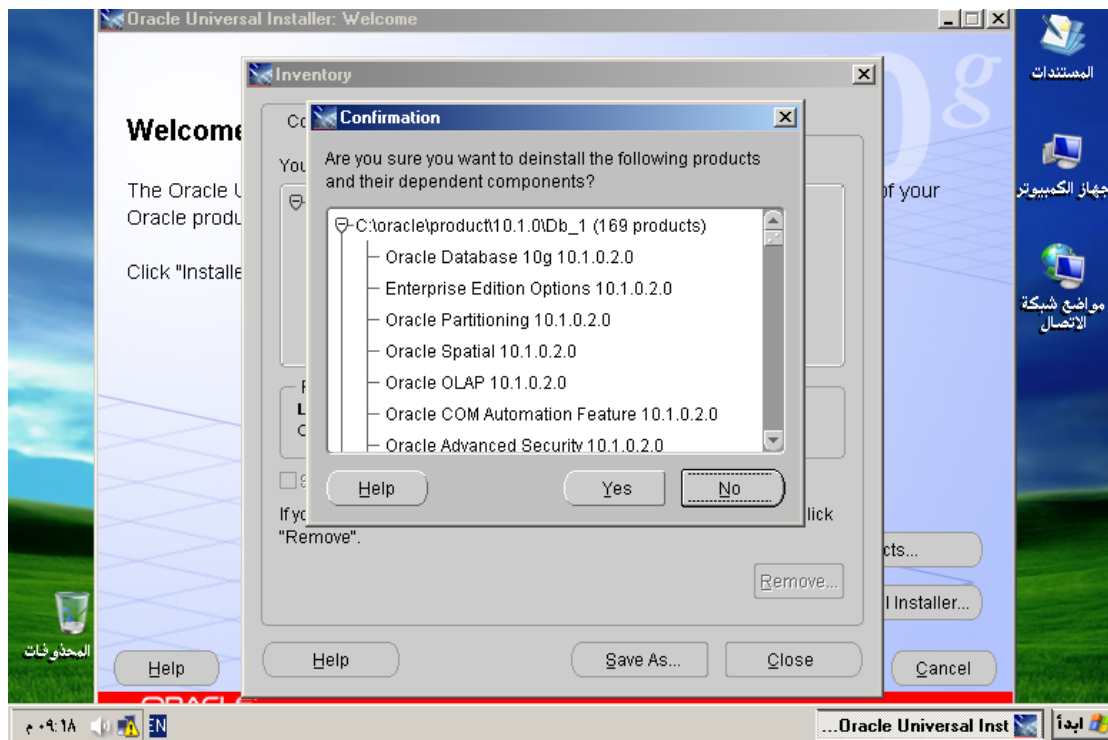 Oracle Universal Installer: Welcome
المستندات
جهاز الكمبيوتر
مواضع شبكة
الاتصال
المحذوفات
Welcome
The Oracle
of your
Oracle
Click
Inventory
You
Confirmation
Are you sure you want to deinstall the following products
and their dependent components?
C:\oracle\product\10.1.0\Db_1 (169 products)
Oracle Database 10g 10.1.0.2.0
Enterprise Edition Options 10.1.0.2.0
Oracle Partitioning 10.1.0.2.0
Oracle Spatial 10.1.0.2.0
Oracle OLAP 10.1.0.2.0
Oracle COM Automation Feature 10.1.0.2.0
Oracle Advanced Security 10.1.0.2.0
Help
Yes
No
If
"Remove".
Remove...
Installer...
Help
Save As...
Close
Help
Cancel
٠٩:١٨ م
EN
...Oracle Universal Inst
ابدأ